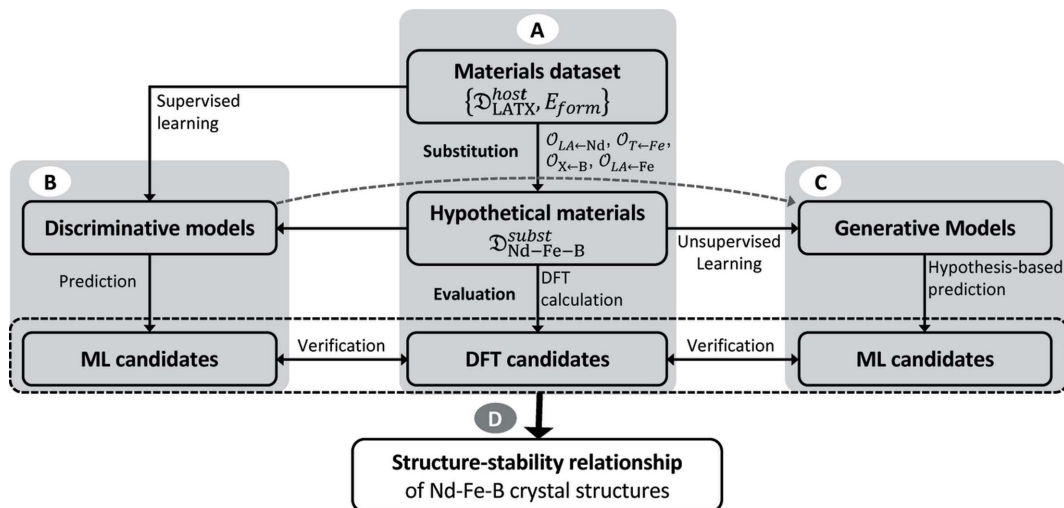 A
Materials dataset
{𝔇^host_LATX, E_form}
Supervised
learning
Substitution
𝒪_LA←Nd, 𝒪_T←Fe,
𝒪_X←B, 𝒪_LA←Fe
B
C
Discriminative models
Hypothetical materials
𝔇^subst_Nd−Fe−B
Generative Models
Unsupervised
Learning
Prediction
Evaluation
DFT
calculation
Hypothesis-based
prediction
ML candidates
Verification
DFT candidates
Verification
ML candidates
D
Structure-stability relationship
of Nd-Fe-B crystal structures